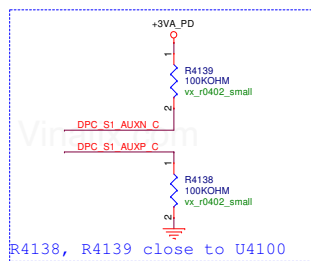 +3VA_PD
1
R4139
100KOHM
vx_r0402_small
2
DPC_S1_AUXN_C
DPC_S1_AUXP_C
1
R4138
100KOHM
vx_r0402_small
2
R4138, R4139 close to U4100